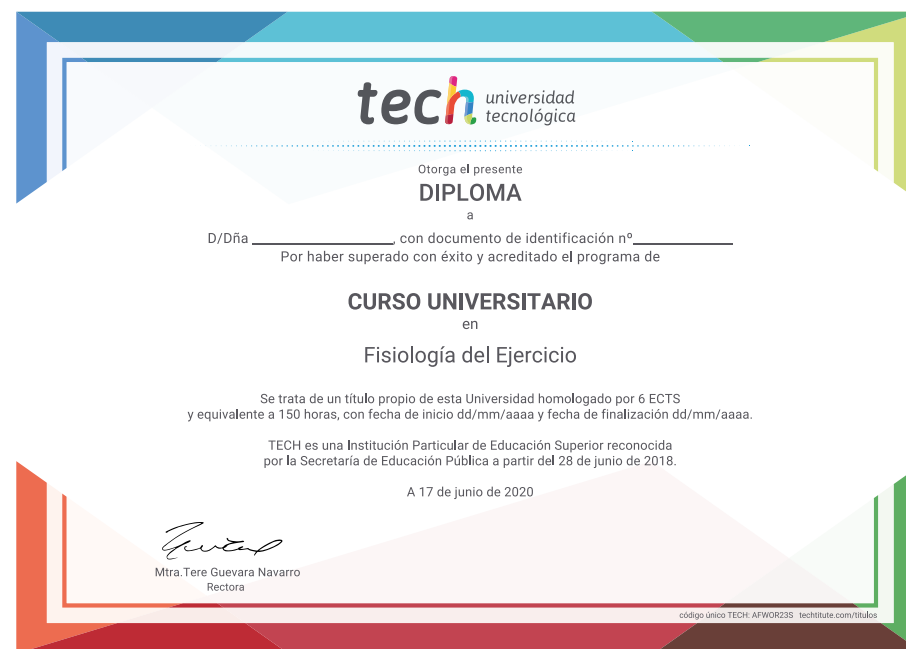 tech universidad
tecnológica
Otorga el presente
DIPLOMA
a
D/Dña ____________________, con documento de identificación nº______________
Por haber superado con éxito y acreditado el programa de
CURSO UNIVERSITARIO
en
Fisiología del Ejercicio
Se trata de un título propio de esta Universidad homologado por 6 ECTS
y equivalente a 150 horas, con fecha de inicio dd/mm/aaaa y fecha de finalización dd/mm/aaaa.
TECH es una Institución Particular de Educación Superior reconocida
por la Secretaría de Educación Pública a partir del 28 de junio de 2018.
A 17 de junio de 2020
Mtra.Tere Guevara Navarro
Rectora
código único TECH: AFWOR23S techtitute.com/titulos